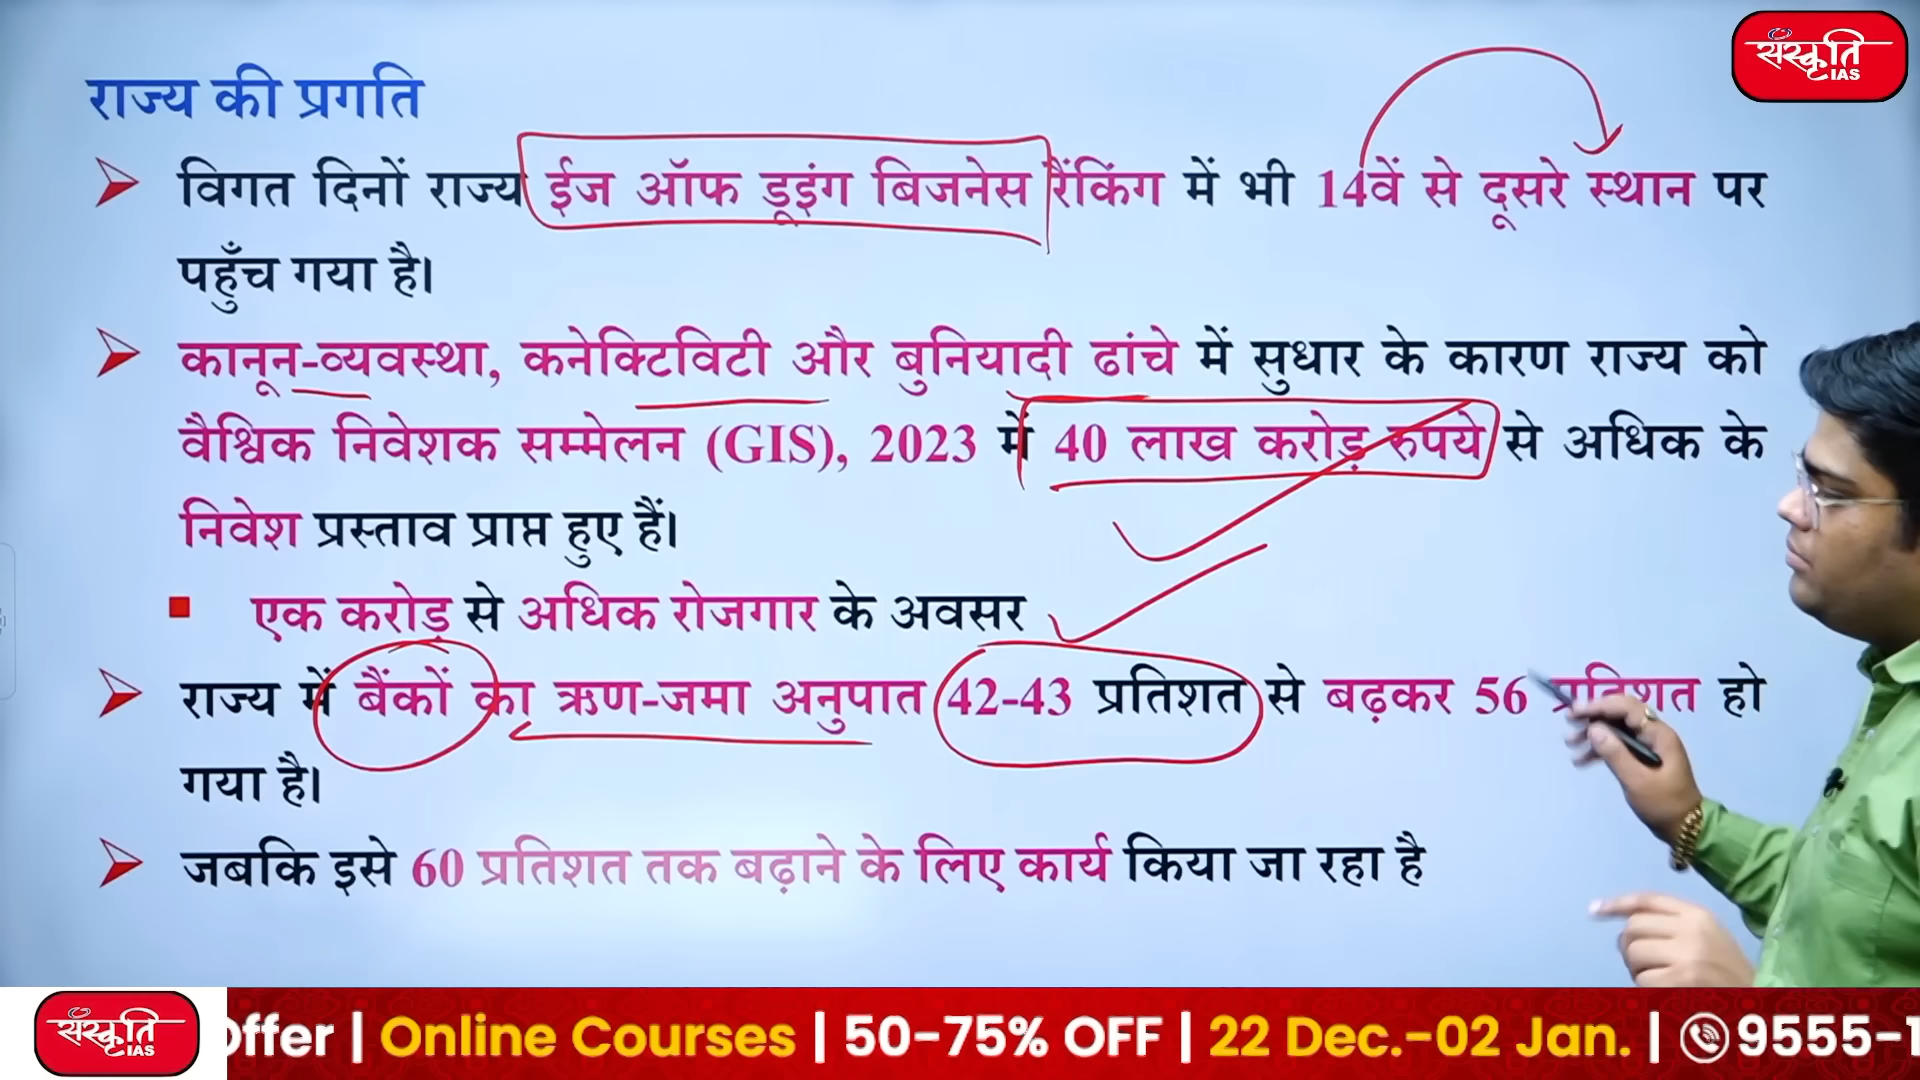 संस्कृति
IAS
राज्य की प्रगति
विगत दिनों राज्य ईज ऑफ डूइंग बिजनेस रैंकिंग में भी 14वें से दूसरे स्थान पर
पहुँच गया है।
कानून-व्यवस्था, कनेक्टिविटी और बुनियादी ढांचे में सुधार के कारण राज्य को
वैश्विक निवेशक सम्मेलन (GIS), 2023 में 40 लाख करोड़ रुपये से अधिक के
निवेश प्रस्ताव प्राप्त हुए हैं।
एक करोड़ से अधिक रोजगार के अवसर
राज्य में बैंकों का ऋण-जमा अनुपात 42-43 प्रतिशत से बढ़कर 56 प्रतिशत हो
गया है।
जबकि इसे 60 प्रतिशत तक बढ़ाने के लिए कार्य किया जा रहा है
संस्कृति
IAS
Offer | Online Courses | 50-75% OFF | 22 Dec.-02 Jan. | 9555-1